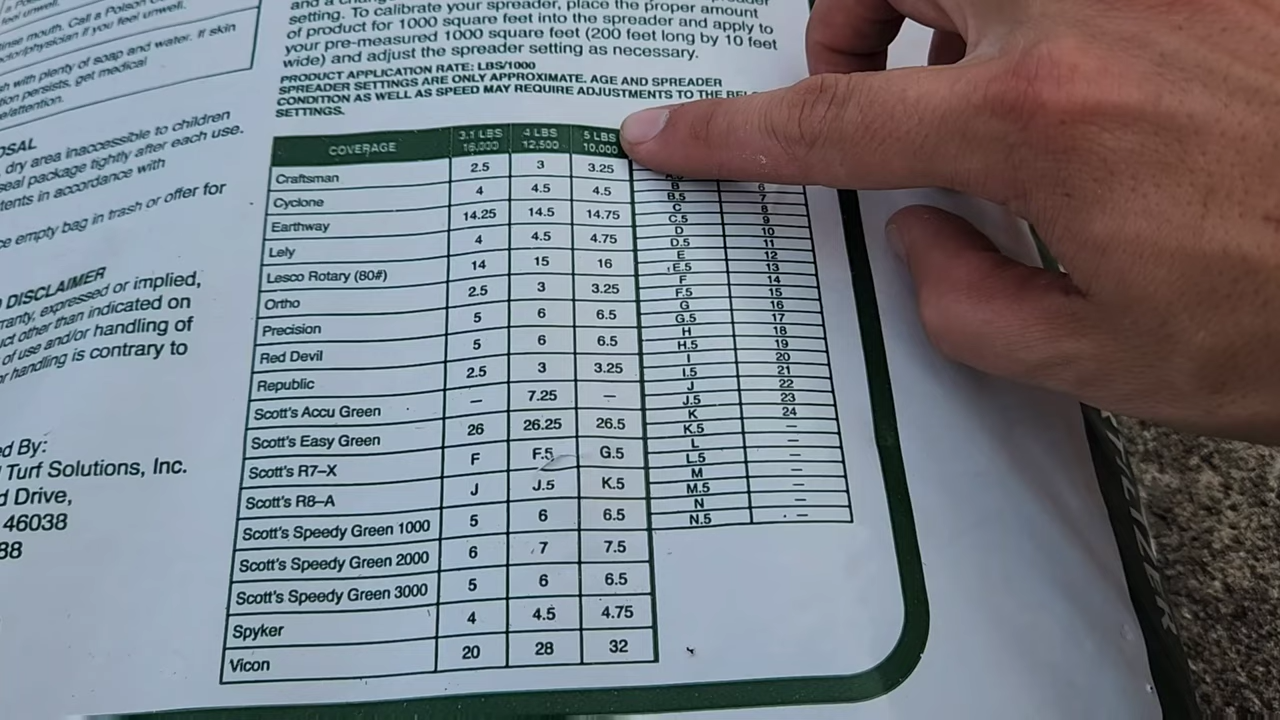 feel unwell.
rinse mouth. Call a Poison
doctor/physician if you feel unwell.
with plenty of soap and water. If skin
persists, get medical
attention.
dry area inaccessible to children
seal package tightly after each use.
in accordance with
empty bag in trash or offer for
DISCLAIMER
expressed or implied,
other than indicated on
of use and/or handling of
handling is contrary to
By:
Turf Solutions, Inc.
Drive,
46038
setting. To calibrate your spreader, place the proper amount
of product for 1000 square feet into the spreader and apply to
your pre-measured 1000 square feet (200 feet long by 10 feet
wide) and adjust the spreader setting as necessary.
PRODUCT APPLICATION RATE: LBS/1000
SPREADER SETTINGS ARE ONLY APPROXIMATE. AGE AND SPREADER
CONDITION AS WELL AS SPEED MAY REQUIRE ADJUSTMENTS TO THE
SETTINGS.
COVERAGE 3.1 LBS 16,000 4 LBS 12,500 5 LBS 10,000
Craftsman 2.5 3 3.25
Cyclone 4 4.5 4.5
Earthway 14.25 14.5 14.75
Lely 4 4.5 4.75
Lesco Rotary (80#) 14 15 16
Ortho 2.5 3 3.25
Precision 5 6 6.5
Red Devil 5 6 6.5
Republic 2.5 3 3.25
Scott's Accu Green – 7.25 –
Scott's Easy Green 26 26.25 26.5
Scott's R7–X F F.5 G.5
Scott's R8–A J J.5 K.5
Scott's Speedy Green 1000 5 6 6.5
Scott's Speedy Green 2000 6 7 7.5
Scott's Speedy Green 3000 5 6 6.5
Spyker 4 4.5 4.75
Vicon 20 28 32
B 6
B.5 7
C 8
C.5 9
D 10
D.5 11
E 12
E.5 13
F 14
F.5 15
G 16
G.5 17
H 18
H.5 19
I 20
I.5 21
J 22
J.5 23
K 24
K.5 –
L –
L.5 –
M –
M.5 –
N –
N.5 –